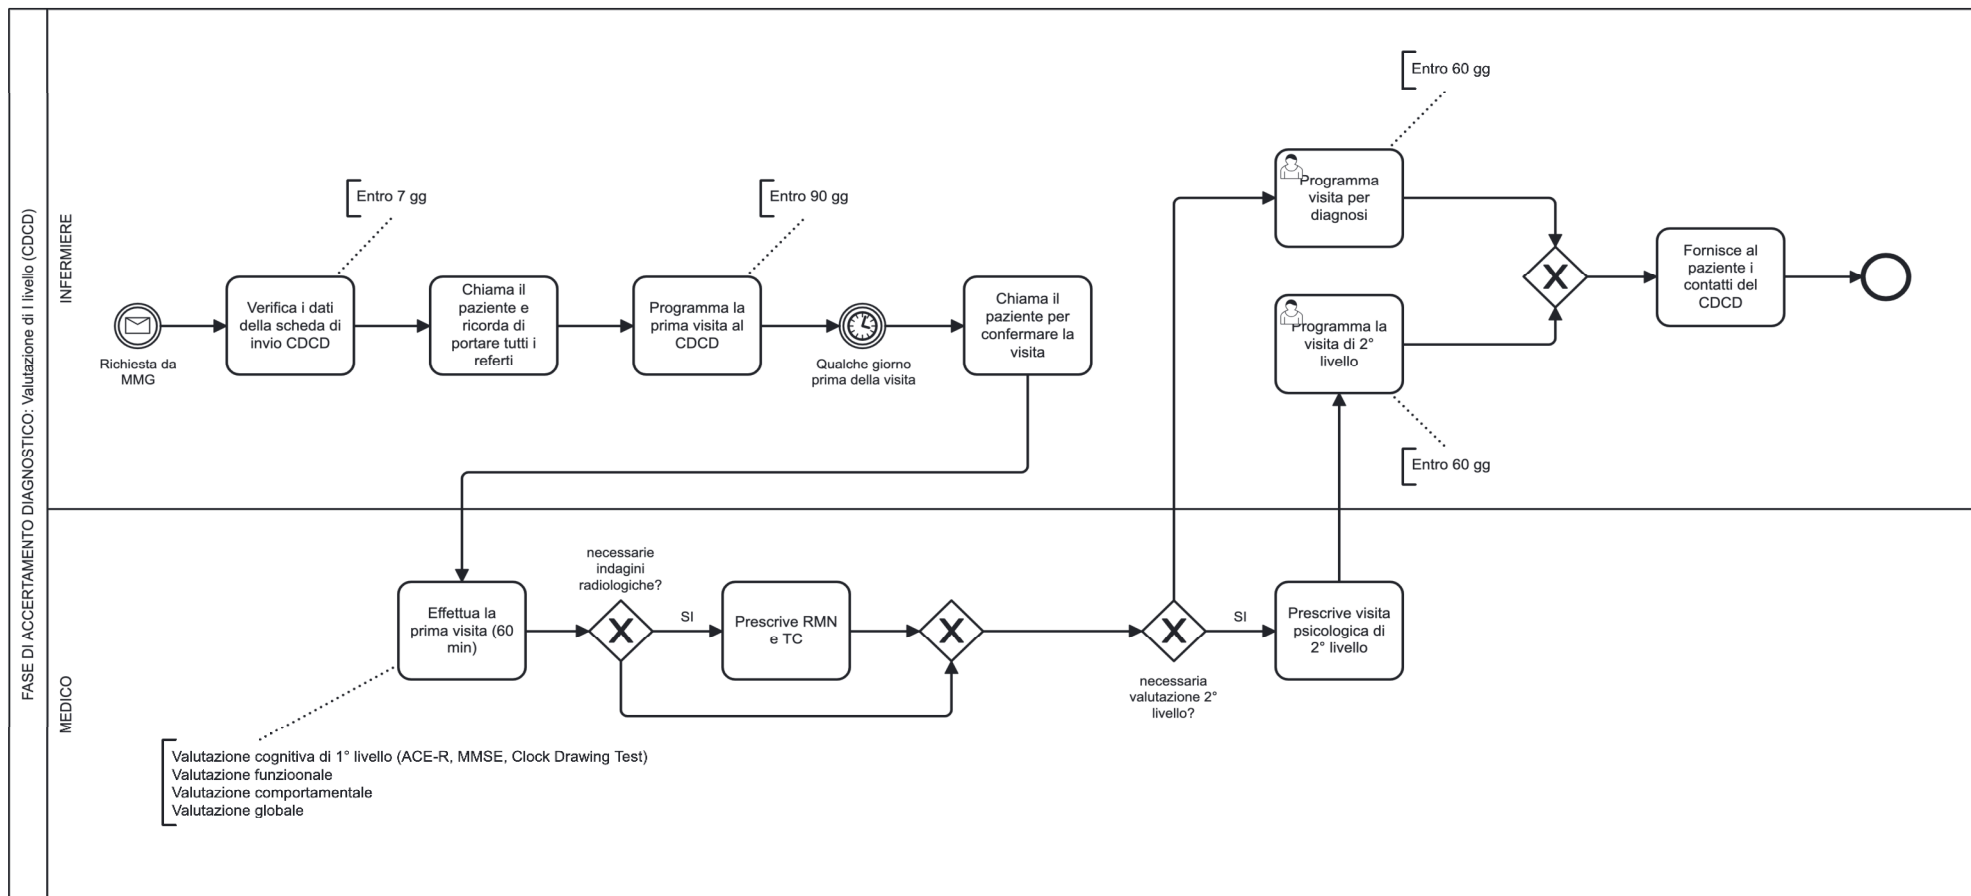 FASE DI ACCERTAMENTO DIAGNOSTICO: Valutazione di I livello (CDCD)
INFERMIERE
Richiesta da
MMG
Verifica i dati
della scheda di
invio CDCD
Entro 7 gg
Chiama il
paziente e
ricorda di
portare tutti i
referti
Programma la
prima visita al
CDCD
Entro 90 gg
Qualche giorno
prima della visita
Chiama il
paziente per
confermare la
visita
Programma
visita per
diagnosi
Entro 60 gg
Programma la
visita di 2°
livello
Entro 60 gg
Fornisce al
paziente i
contatti del
CDCD
MEDICO
Effettua la
prima visita (60
min)
Valutazione cognitiva di 1° livello (ACE-R, MMSE, Clock Drawing Test)
Valutazione funzioonale
Valutazione comportamentale
Valutazione globale
necessarie
indagini
radiologiche?
SI
Prescrive RMN
e TC
necessaria
valutazione 2°
livello?
SI
Prescrive visita
psicologica di
2° livello